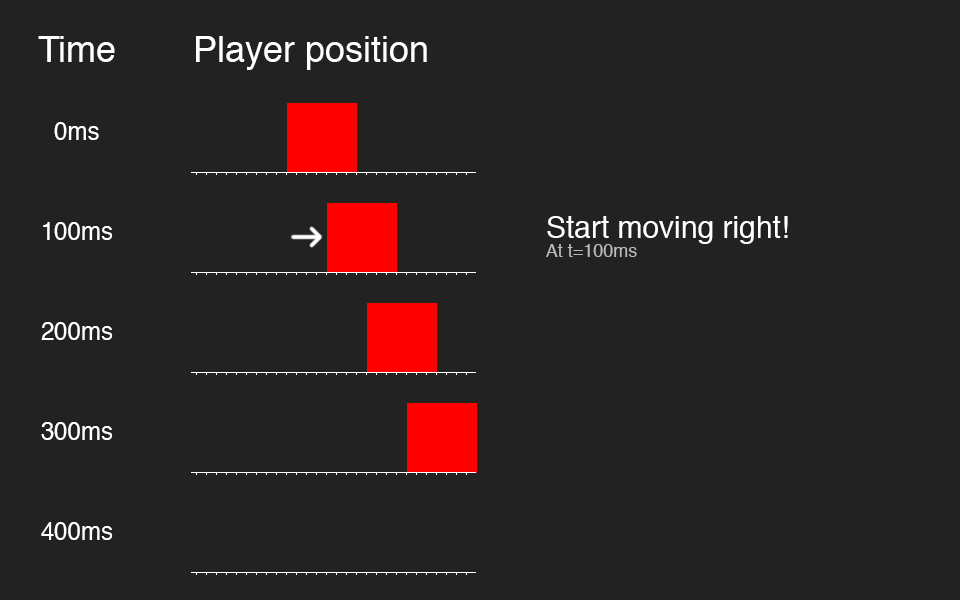 Time Player position
0ms
100ms
Start moving right!
At t=100ms
200ms
300ms
400ms